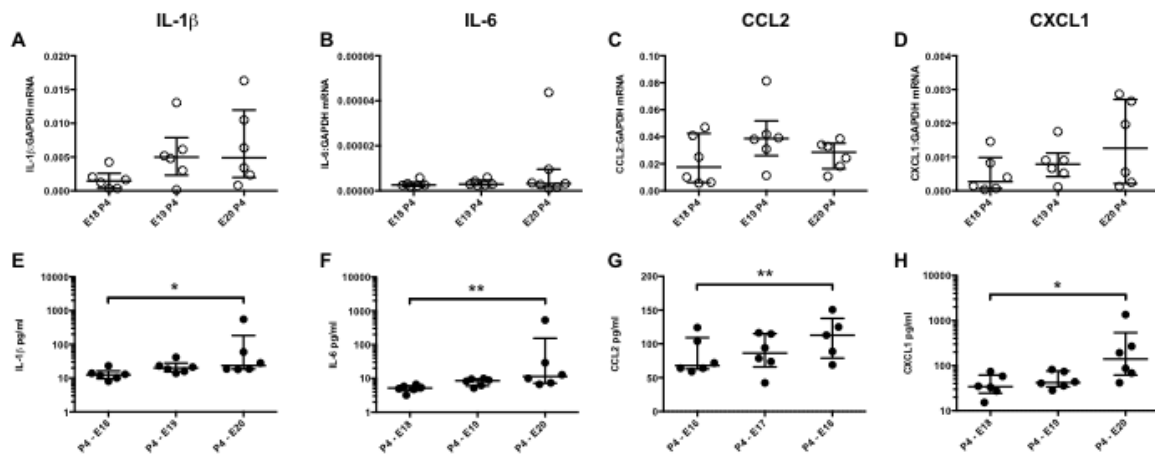 IL-1β IL-6 CCL2 CXCL1
A B C D
IL-1β:GAPDH mRNA
0.020
0.015
0.010
0.005
0.000
E18 P4 E19 P4 E20 P4
IL-6:GAPDH mRNA
0.00006
0.00004
0.00002
0.00000
E18 P4 E19 P4 E20 P4
CCL2:GAPDH mRNA
0.10
0.08
0.06
0.04
0.02
0.00
E18 P4 E19 P4 E20 P4
CXCL1:GAPDH mRNA
0.004
0.003
0.002
0.001
0.000
E18 P4 E19 P4 E20 P4
E F G H
IL-1β pg/ml
10000
1000
100
10
1
*
P4 - E18 P4 - E19 P4 - E20
IL-6 pg/ml
10000
1000
100
10
1
**
P4 - E18 P4 - E19 P4 - E20
CCL2 pg/ml
200
150
100
50
0
**
P4 - E16 P4 - E17 P4 - E18
CXCL1 pg/ml
10000
1000
100
10
*
P4 - E18 P4 - E19 P4 - E20